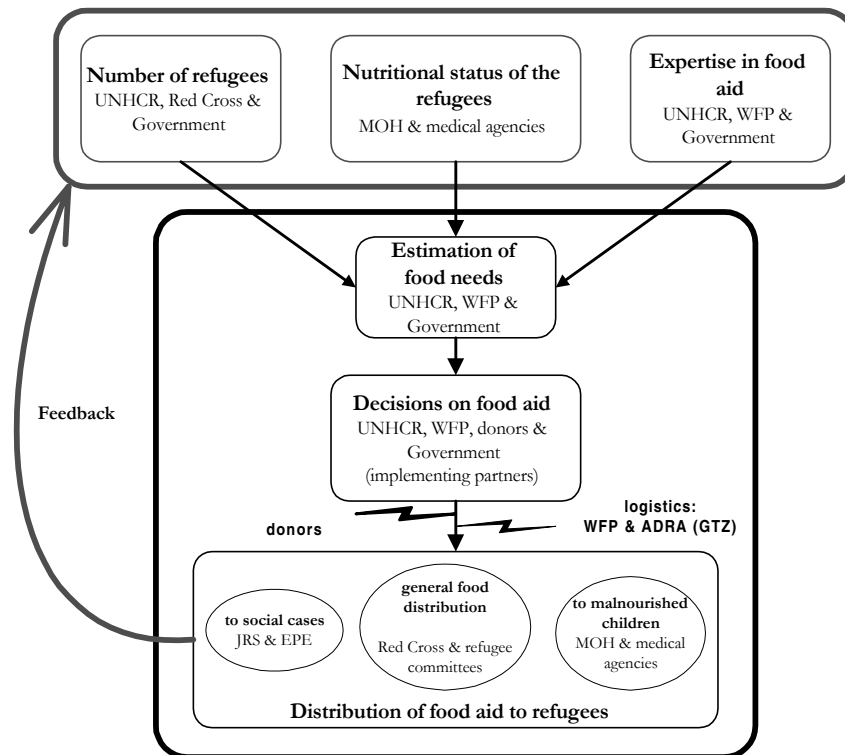 Number of refugees
UNHCR, Red Cross &
Government
Nutritional status of the
refugees
MOH & medical agencies
Expertise in food
aid
UNHCR, WFP &
Government
Estimation of
food needs
UNHCR, WFP &
Government
Feedback
Decisions on food aid
UNHCR, WFP, donors &
Government
(implementing partners)
donors
logistics:
WFP & ADRA (GTZ)
to social cases
JRS & EPE
general food
distribution
Red Cross & refugee
committees
to malnourished
children
MOH & medical
agencies
Distribution of food aid to refugees